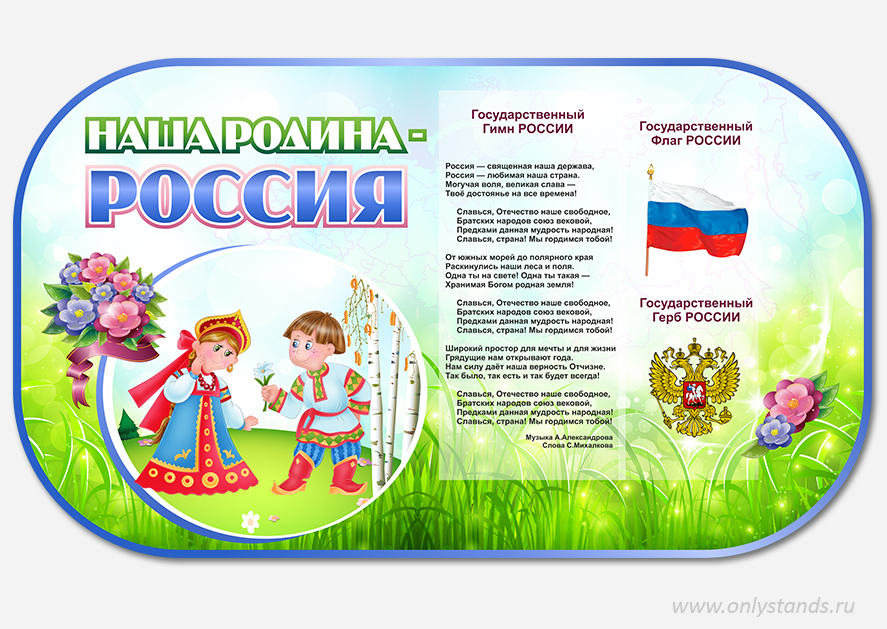 НАША РОДИНА -
РОССИЯ
Государственный
Гимн РОССИИ
Россия — священная наша держава,
Россия — любимая наша страна.
Могучая воля, великая слава —
Твоё достоянье на все времена!
Славься, Отечество наше свободное,
Братских народов союз вековой,
Предками данная мудрость народная!
Славься, страна! Мы гордимся тобой!
От южных морей до полярного края
Раскинулись наши леса и поля.
Одна ты на свете! Одна ты такая —
Хранимая Богом родная земля!
Славься, Отечество наше свободное,
Братских народов союз вековой,
Предками данная мудрость народная!
Славься, страна! Мы гордимся тобой!
Широкий простор для мечты и для жизни
Грядущие нам открывают года.
Нам силу даёт наша верность Отчизне.
Так было, так есть и так будет всегда!
Славься, Отечество наше свободное,
Братских народов союз вековой,
Предками данная мудрость народная!
Славься, страна! Мы гордимся тобой!
Музыка А.Александрова
Слова С.Михалкова
Государственный
Флаг РОССИИ
Государственный
Герб РОССИИ
www.onlystands.ru